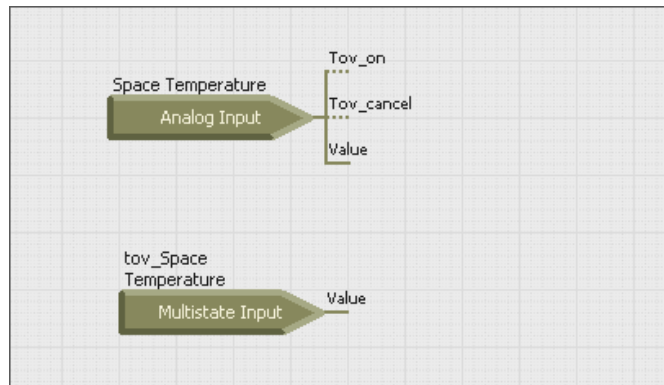 Tov_on
Space Temperature
Tov_cancel
Analog Input
Value
tov_Space
Temperature
Value
Multistate Input